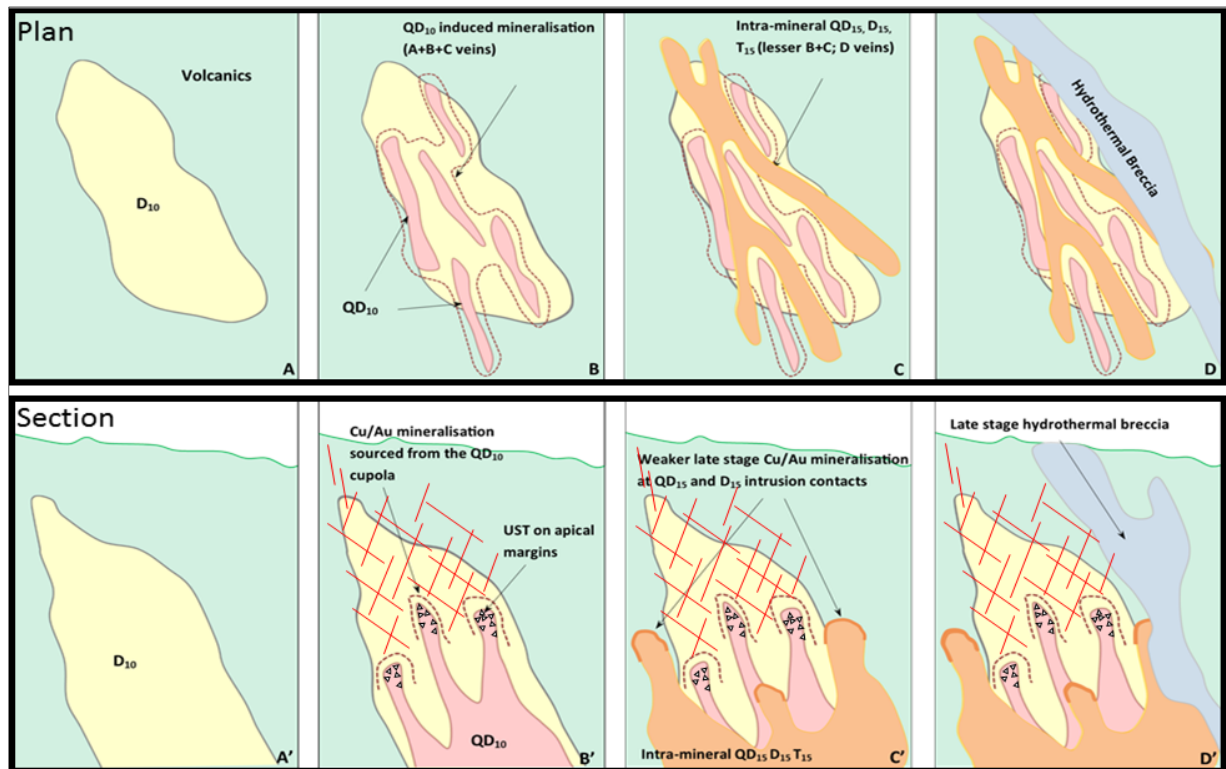 Plan
Volcanics
D₁₀
A
QD₁₀ induced mineralisation
(A+B+C veins)
QD₁₀
B
Intra-mineral QD₁₅, D₁₅,
T₁₅ (lesser B+C; D veins)
C
Hydrothermal Breccia
D
Section
D₁₀
A'
Cu/Au mineralisation
sourced from the QD₁₀
cupola
UST on apical
margins
QD₁₀
B'
Weaker late stage Cu/Au mineralisation
at QD₁₅ and D₁₅ intrusion contacts
Intra-mineral QD₁₅ D₁₅ T₁₅
C'
Late stage hydrothermal breccia
D'